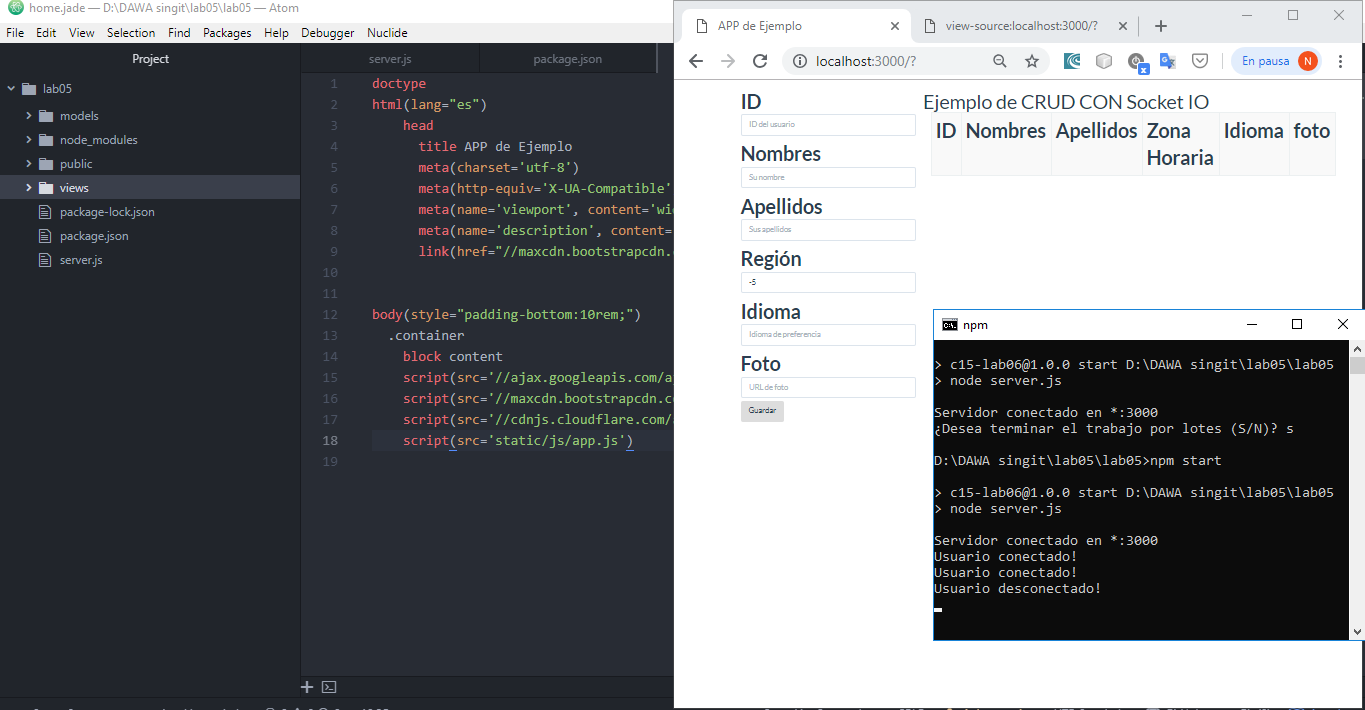 home.jade — D:\DAWA singit\lab05\lab05 — Atom
File Edit View Selection Find Packages Help Debugger Nuclide
Project
lab05
models
node_modules
public
views
package-lock.json
package.json
server.js
server.js package.json
1 doctype
2 html(lang="es")
3 head
4 title APP de Ejemplo
5 meta(charset='utf-8')
6 meta(http-equiv='X-UA-Compatible'
7 meta(name='viewport', content='wi
8 meta(name='description', content=
9 link(href="//maxcdn.bootstrapcdn.
10
11
12 body(style="padding-bottom:10rem;")
13 .container
14 block content
15 script(src='//ajax.googleapis.com/a
16 script(src='//maxcdn.bootstrapcdn.c
17 script(src='//cdnjs.cloudflare.com/
18 script(src='static/js/app.js')
19
APP de Ejemplo
view-source:localhost:3000/?
localhost:3000/?
En pausa N
ID
ID del usuario
Nombres
Su nombre
Apellidos
Sus apellidos
Región
-5
Idioma
Idioma de preferencia
Foto
URL de foto
Guardar
Ejemplo de CRUD CON Socket IO
ID Nombres Apellidos Zona Horaria Idioma foto
npm
> c15-lab06@1.0.0 start D:\DAWA singit\lab05\lab05
> node server.js
Servidor conectado en *:3000
¿Desea terminar el trabajo por lotes (S/N)? s
D:\DAWA singit\lab05\lab05>npm start
> c15-lab06@1.0.0 start D:\DAWA singit\lab05\lab05
> node server.js
Servidor conectado en *:3000
Usuario conectado!
Usuario conectado!
Usuario desconectado!